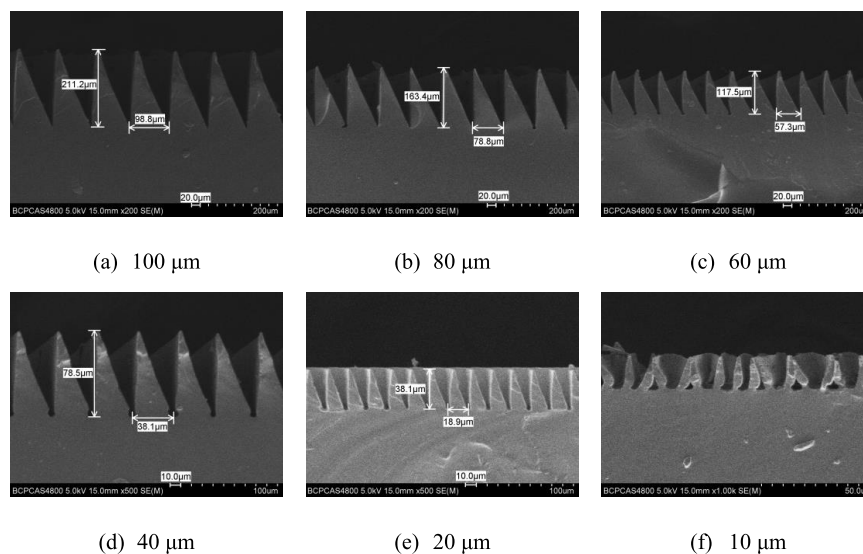 211.2µm
98.8µm
20.0µm
BCPCAS4800 5.0kV 15.0mm x200 SE(M)
200um
163.4µm
78.8µm
20.0µm
BCPCAS4800 5.0kV 15.0mm x200 SE(M)
200um
117.5µm
57.3µm
20.0µm
BCPCAS4800 5.0kV 15.0mm x200 SE(M)
200um
(a) 100 µm
(b) 80 µm
(c) 60 µm
78.5µm
38.1µm
10.0µm
BCPCAS4800 5.0kV 15.0mm x500 SE(M)
100um
38.1µm
18.9µm
10.0µm
BCPCAS4800 5.0kV 15.0mm x500 SE(M)
100um
BCPCAS4800 5.0kV 15.0mm x1.00k SE(M)
50.0u
(d) 40 µm
(e) 20 µm
(f) 10 µm